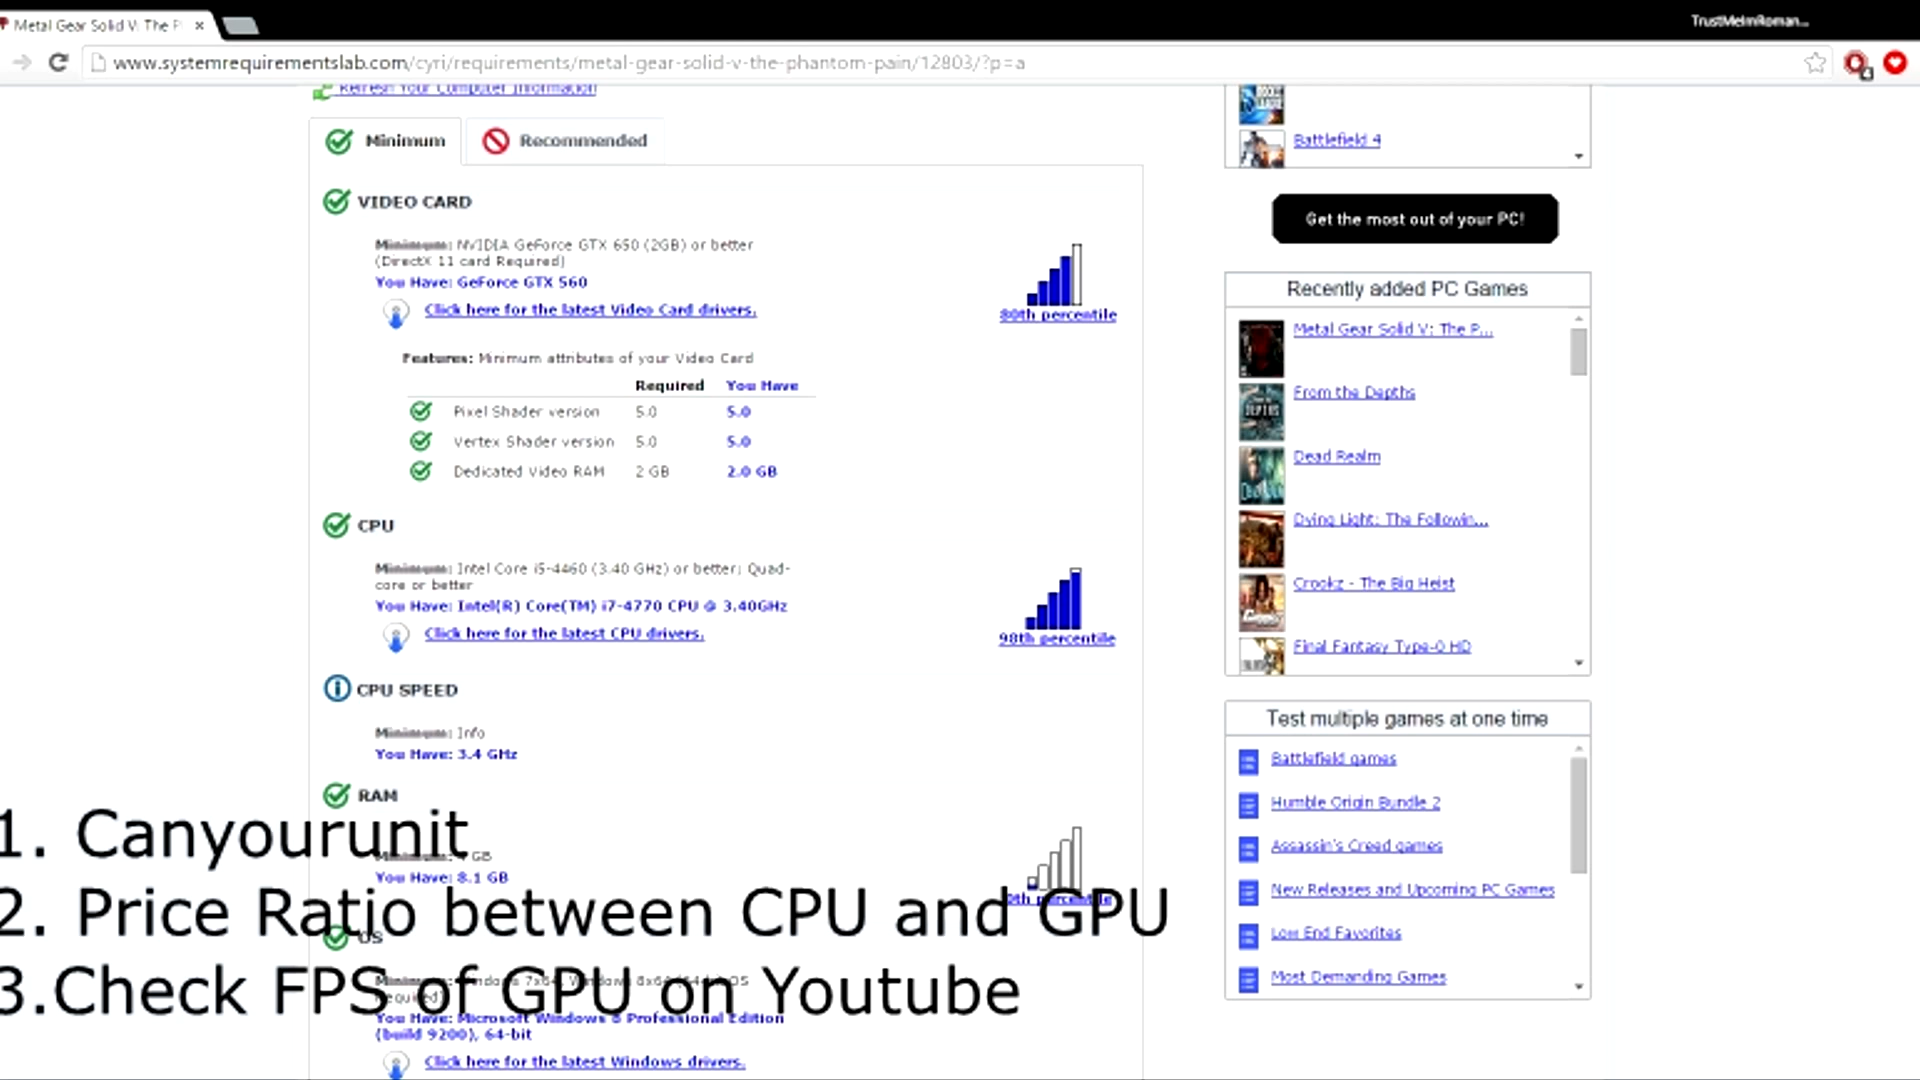 Metal Gear Solid V: The P
TrustMeImRoman...
www.systemrequirementslab.com/cyri/requirements/metal-gear-solid-v-the-phantom-pain/12803/?p=a
Refresh Your Computer Information
Minimum
Recommended
VIDEO CARD
Minimum: NVIDIA GeForce GTX 650 (2GB) or better
(DirectX 11 card Required)
You Have: GeForce GTX 560
Click here for the latest Video Card drivers.
80th percentile
Features: Minimum attributes of your Video Card
Required You Have
Pixel Shader version 5.0 5.0
Vertex Shader version 5.0 5.0
Dedicated Video RAM 2 GB 2.0 GB
CPU
Minimum: Intel Core i5-4460 (3.40 GHz) or better; Quad-
core or better
You Have: Intel(R) Core(TM) i7-4770 CPU @ 3.40GHz
Click here for the latest CPU drivers.
98th percentile
CPU SPEED
Minimum: Info
You Have: 3.4 GHz
RAM
Minimum: GB
You Have: 8.1 GB
percentile
OS
Required)
You Have: Microsoft Windows 8 Professional Edition
(build 9200), 64-bit
Click here for the latest Windows drivers.
1. Canyourunit
2. Price Ratio between CPU and GPU
3.Check FPS of GPU on Youtube
Battlefield 4
Get the most out of your PC!
Recently added PC Games
Metal Gear Solid V: The P...
From the Depths
Dead Realm
Dying Light: The Followin...
Crookz - The Big Heist
Final Fantasy Type-0 HD
Test multiple games at one time
Battlefield games
Humble Origin Bundle 2
Assassin's Creed games
New Releases and Upcoming PC Games
Low End Favorites
Most Demanding Games